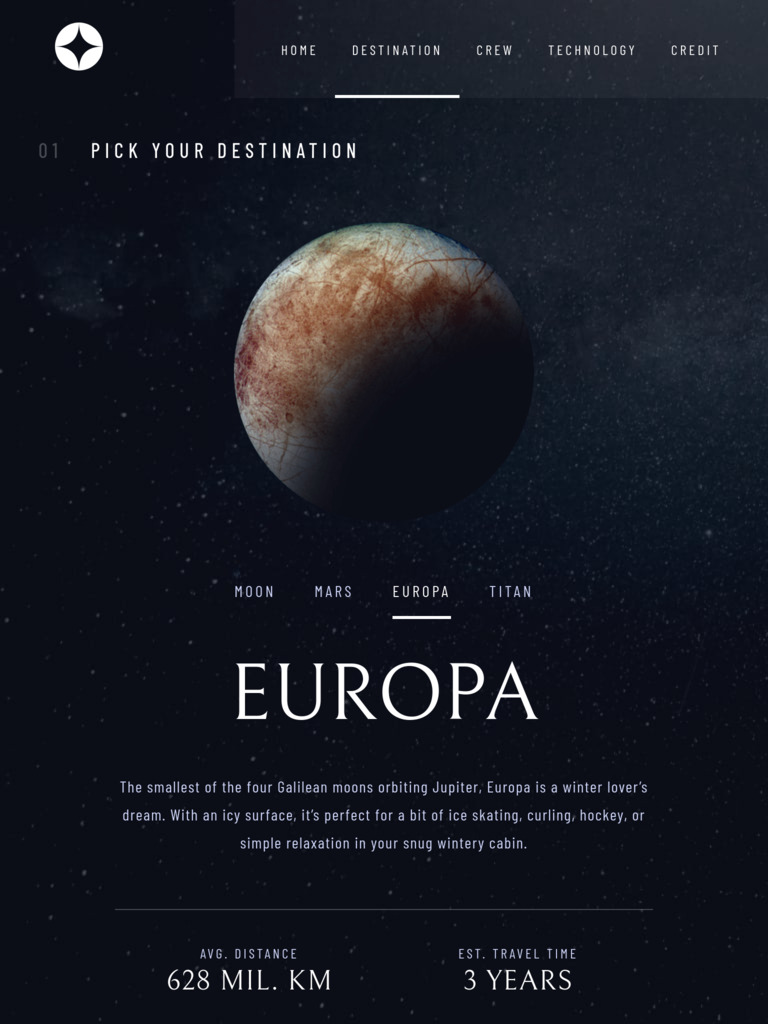 HOME DESTINATION CREW TECHNOLOGY CREDIT
01 PICK YOUR DESTINATION
MOON MARS EUROPA TITAN
EUROPA
The smallest of the four Galilean moons orbiting Jupiter, Europa is a winter lover’s
dream. With an icy surface, it’s perfect for a bit of ice skating, curling, hockey, or
simple relaxation in your snug wintery cabin.
AVG. DISTANCE
628 MIL. KM
EST. TRAVEL TIME
3 YEARS